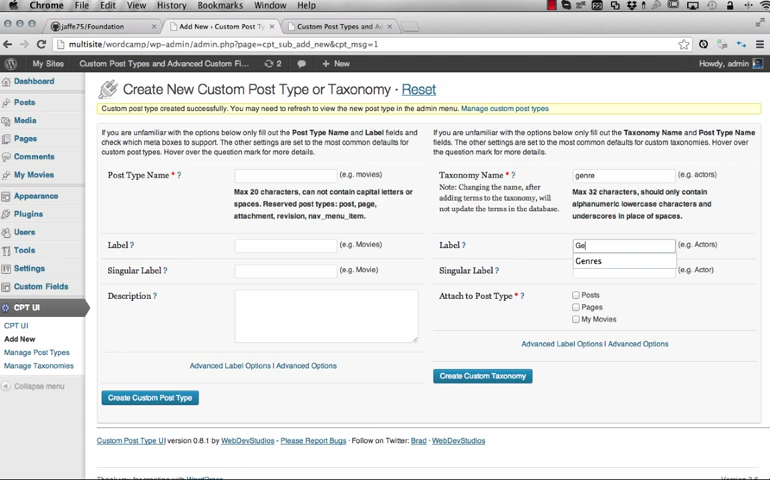 Chrome File Edit View History Bookmarks Window Help
jaffe75/Foundation
Add New ‹ Custom Post Ty
Custom Post Types and Ad
multisite/wordcamp/wp-admin/admin.php?page=cpt_sub_add_new&cpt_msg=1
My Sites Custom Post Types and Advanced Custom Fi... 2 + New Howdy, admin
Dashboard
Posts
Media
Pages
Comments
My Movies
Appearance
Plugins
Users
Tools
Settings
Custom Fields
CPT UI
CPT UI
Add New
Manage Post Types
Manage Taxonomies
Collapse menu
Create New Custom Post Type or Taxonomy · Reset
Custom post type created successfully. You may need to refresh to view the new post type in the admin menu. Manage custom post types
If you are unfamiliar with the options below only fill out the Post Type Name and Label fields and
check which meta boxes to support. The other settings are set to the most common defaults for
custom post types. Hover over the question mark for more details.
Post Type Name * ? (e.g. movies)
Max 20 characters, can not contain capital letters or
spaces. Reserved post types: post, page,
attachment, revision, nav_menu_item.
Label ? (e.g. Movies)
Singular Label ? (e.g. Movie)
Description ?
Advanced Label Options | Advanced Options
Create Custom Post Type
If you are unfamiliar with the options below only fill out the Taxonomy Name and Post Type Name
fields. The other settings are set to the most common defaults for custom taxonomies. Hover over
the question mark for more details.
Taxonomy Name * ? genre (e.g. actors)
Note: Changing the name, after
adding terms to the taxonomy, will
not update the terms in the database.
Max 32 characters, should only contain
alphanumeric lowercase characters and
underscores in place of spaces.
Label ? Ge (e.g. Actors)
Genres
Singular Label ? (e.g. Actor)
Attach to Post Type * ? Posts
Pages
My Movies
Advanced Label Options | Advanced Options
Create Custom Taxonomy
Custom Post Type UI version 0.8.1 by WebDevStudios - Please Report Bugs · Follow on Twitter: Brad · WebDevStudios